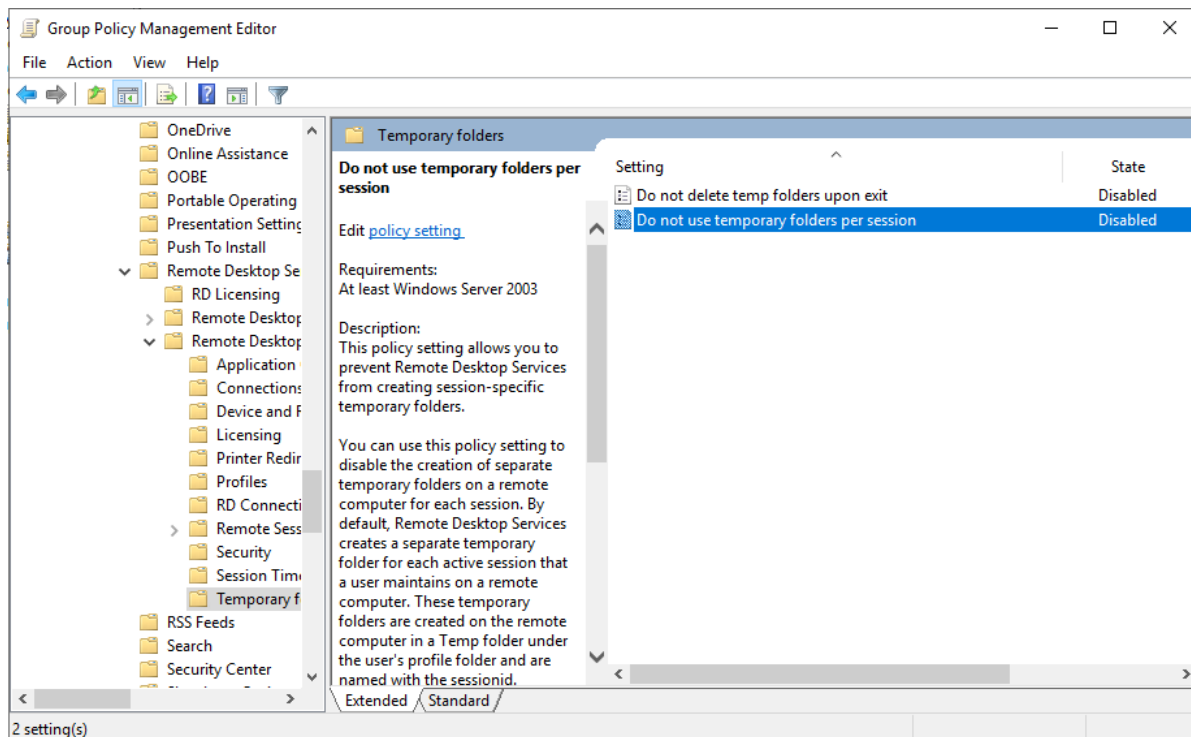 Group Policy Management Editor
File Action View Help
OneDrive
Online Assistance
OOBE
Portable Operating
Presentation Setting
Push To Install
Remote Desktop Se
RD Licensing
Remote Desktop
Remote Desktop
Application
Connections
Device and R
Licensing
Printer Redir
Profiles
RD Connecti
Remote Sess
Security
Session Time
Temporary f
RSS Feeds
Search
Security Center
Temporary folders
Do not use temporary folders per
session
Edit policy setting
Requirements:
At least Windows Server 2003
Description:
This policy setting allows you to
prevent Remote Desktop Services
from creating session-specific
temporary folders.
You can use this policy setting to
disable the creation of separate
temporary folders on a remote
computer for each session. By
default, Remote Desktop Services
creates a separate temporary
folder for each active session that
a user maintains on a remote
computer. These temporary
folders are created on the remote
computer in a Temp folder under
the user's profile folder and are
named with the sessionid.
Setting State
Do not delete temp folders upon exit Disabled
Do not use temporary folders per session Disabled
Extended Standard
2 setting(s)